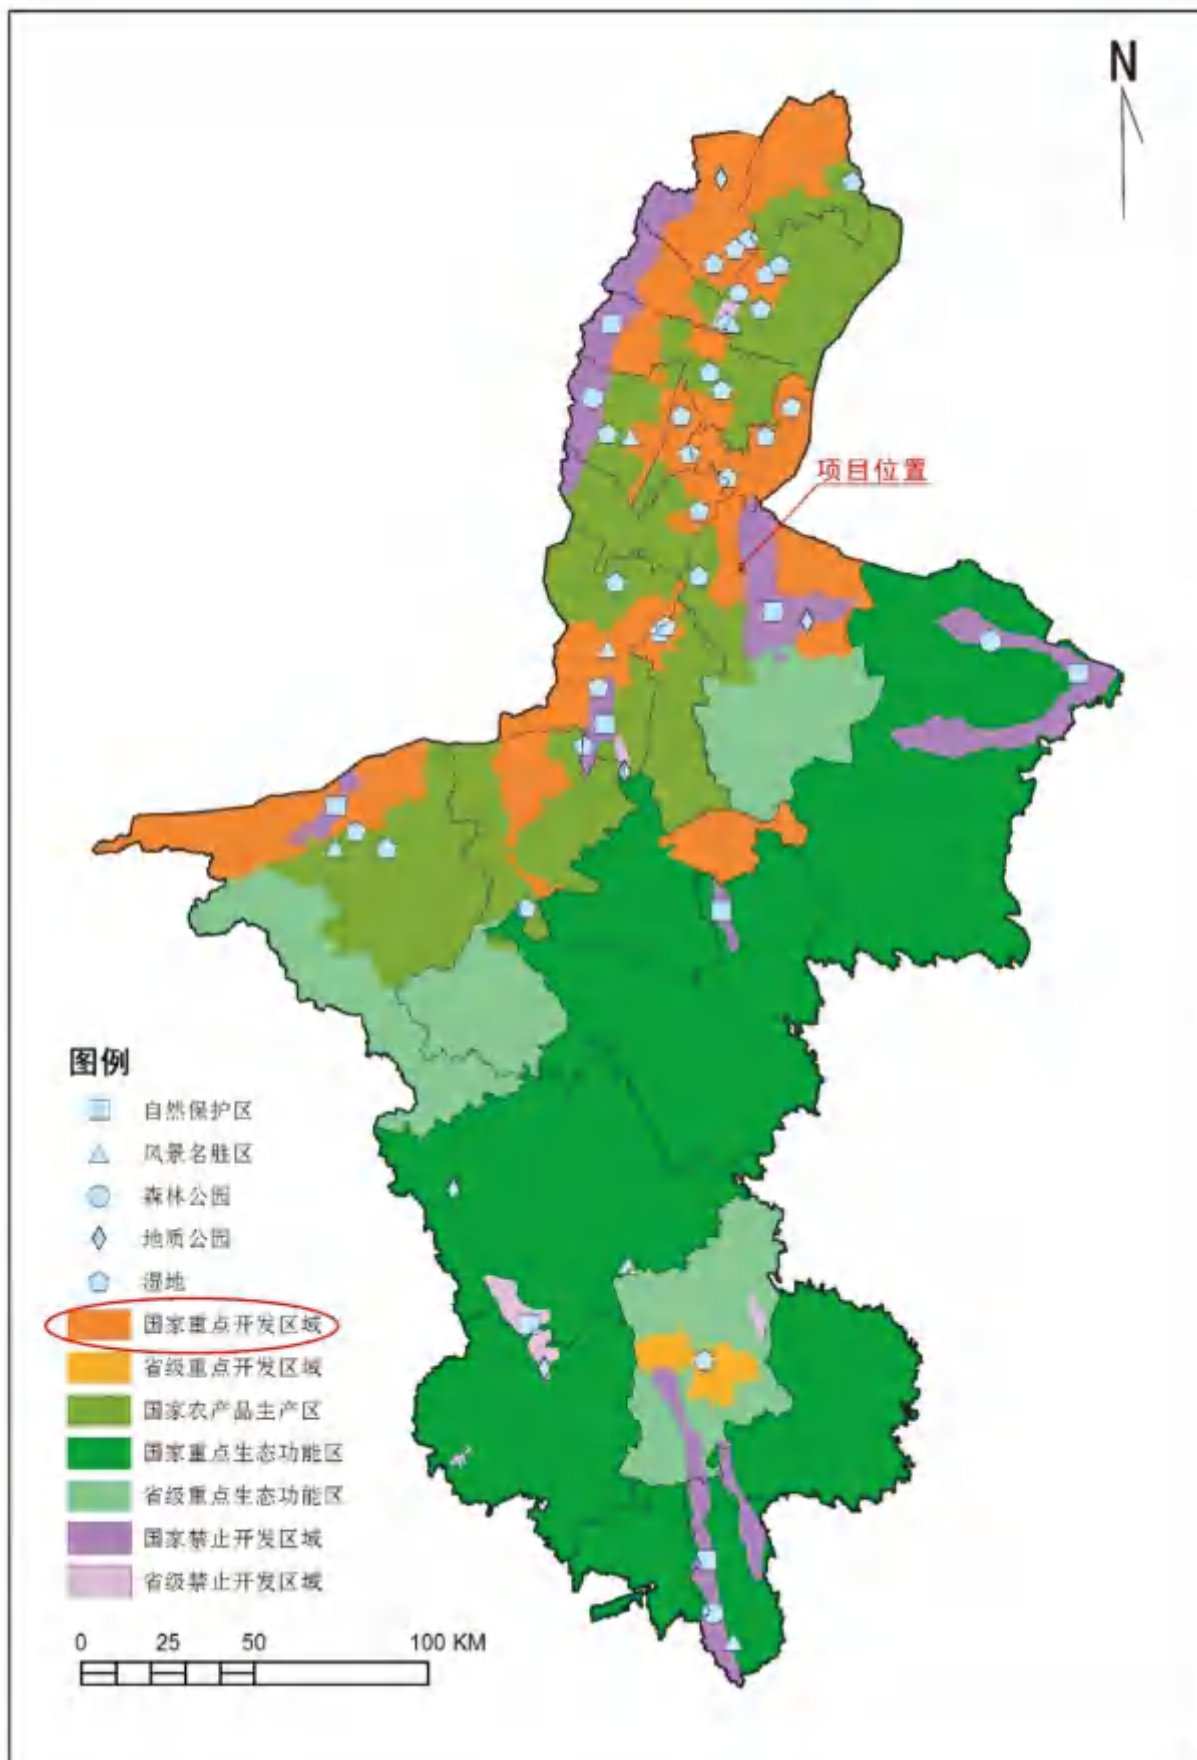 N
项目位置
图例
自然保护区
风景名胜区
森林公园
地质公园
湿地
国家重点开发区域
省级重点开发区域
国家农产品生产区
国家重点生态功能区
省级重点生态功能区
国家禁止开发区域
省级禁止开发区域
0 25 50 100 KM